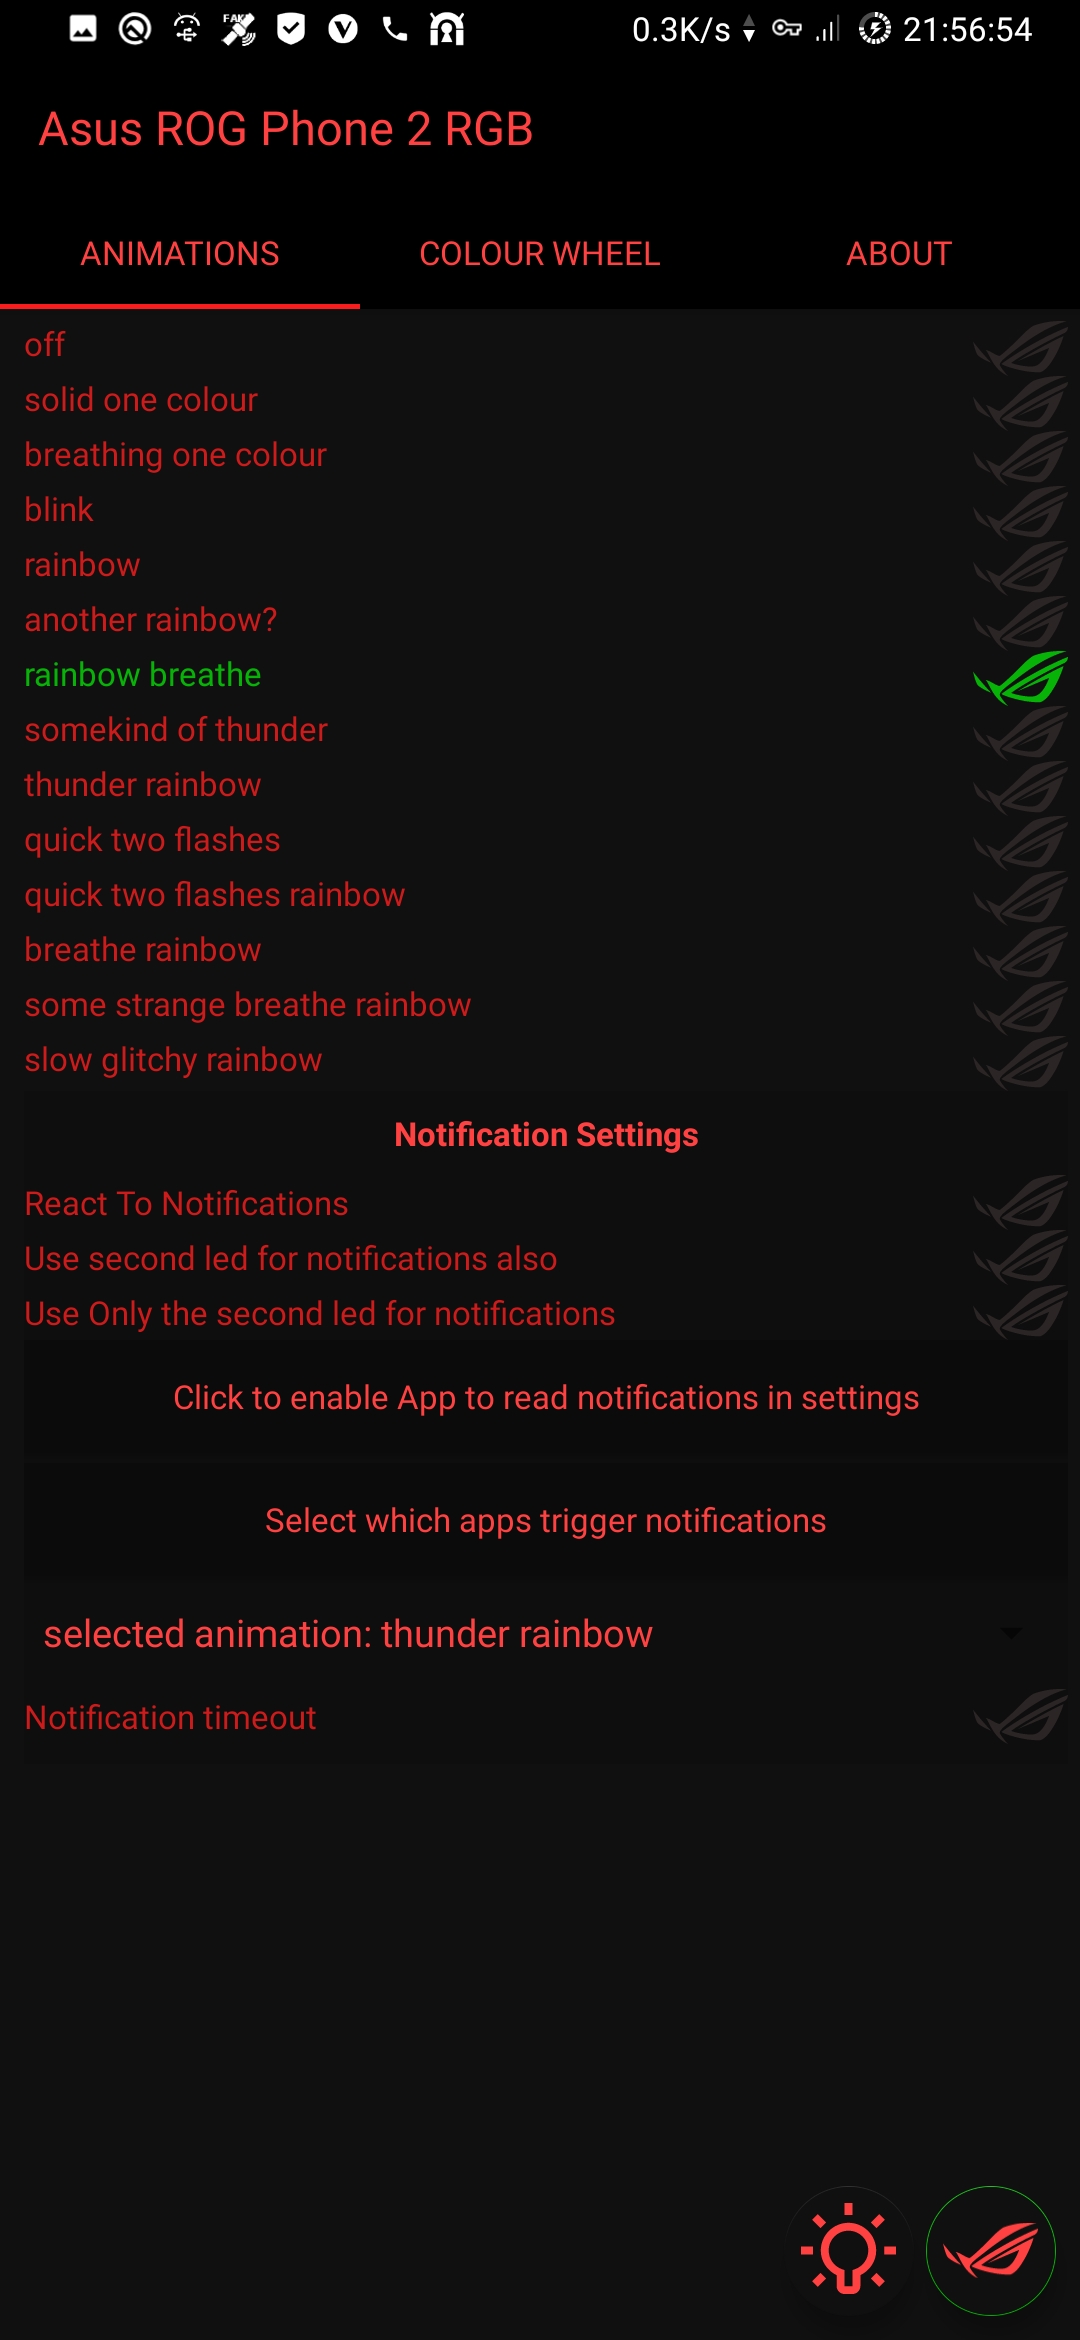 FAKE
0.3K/s
21:56:54
Asus ROG Phone 2 RGB
ANIMATIONS
COLOUR WHEEL
ABOUT
off
solid one colour
breathing one colour
blink
rainbow
another rainbow?
rainbow breathe
somekind of thunder
thunder rainbow
quick two flashes
quick two flashes rainbow
breathe rainbow
some strange breathe rainbow
slow glitchy rainbow
Notification Settings
React To Notifications
Use second led for notifications also
Use Only the second led for notifications
Click to enable App to read notifications in settings
Select which apps trigger notifications
selected animation: thunder rainbow
Notification timeout